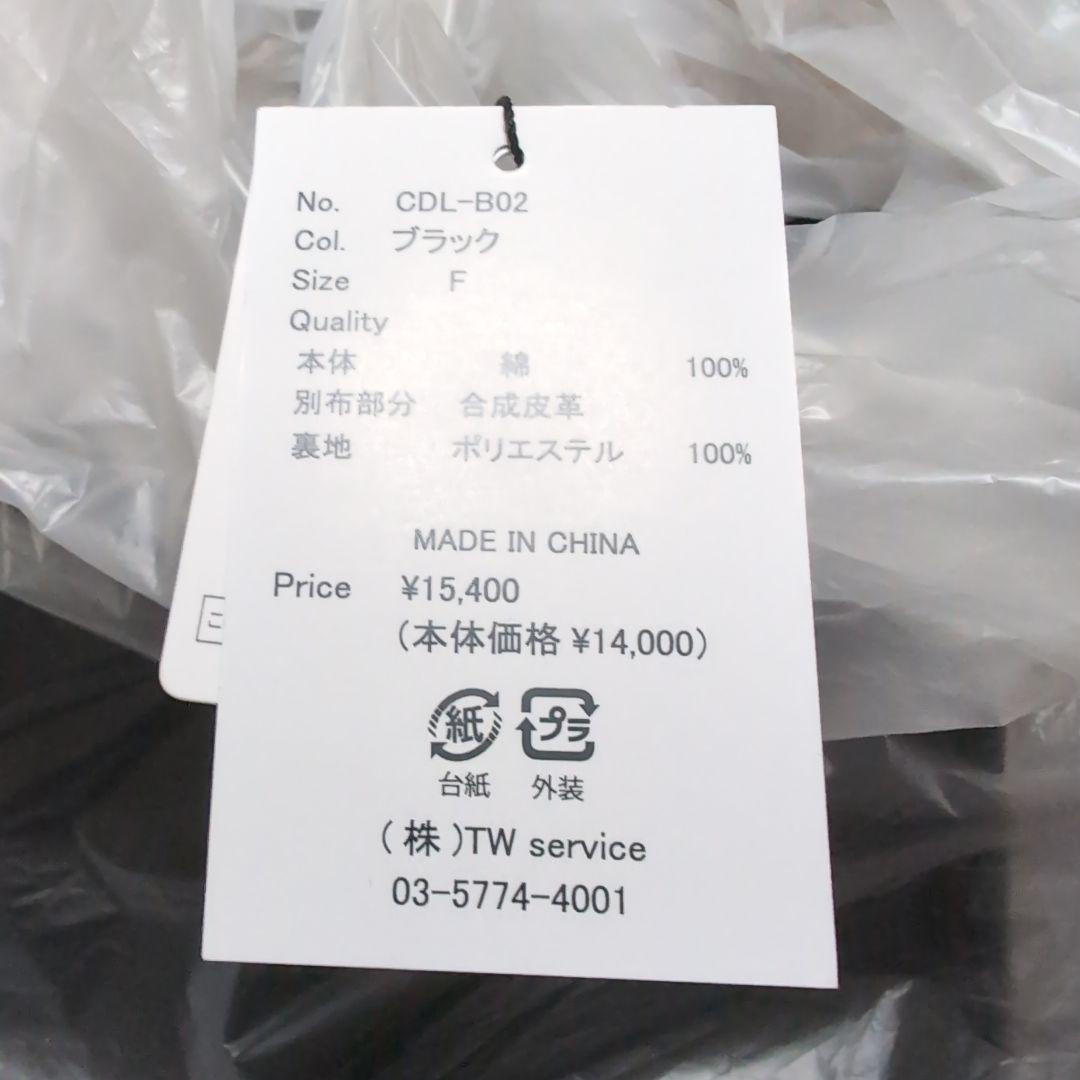 No. CDL-B02
Col. ブラック
Size F
Quality
本体 綿 100%
別布部分 合成皮革
裏地 ポリエステル 100%
MADE IN CHINA
Price ¥15,400
(本体価格 ¥14,000)
紙 プラ
台紙 外装
(株)TW service
03-5774-4001